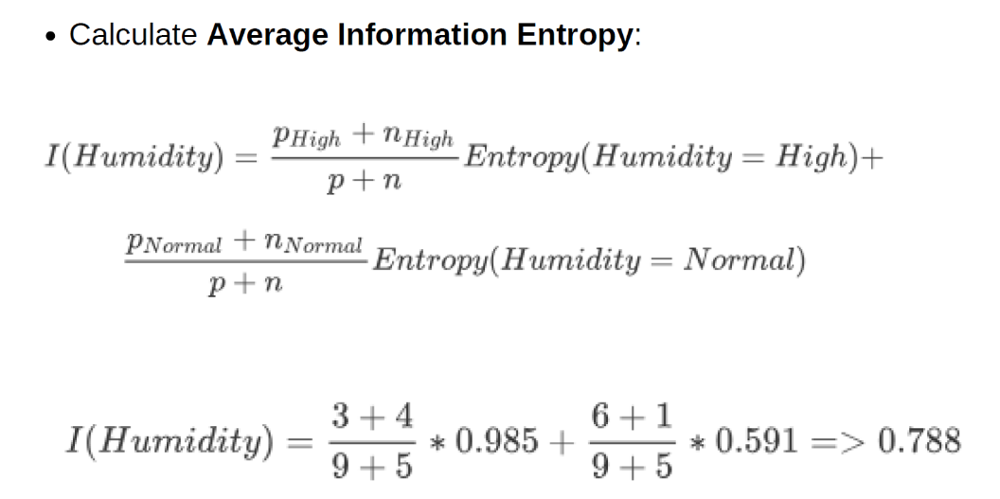 • Calculate Average Information Entropy:
I(Humidity) = \frac{p_{High} + n_{High}}{p + n} Entropy(Humidity = High)+
\frac{p_{Normal} + n_{Normal}}{p + n} Entropy(Humidity = Normal)
I(Humidity) = \frac{3 + 4}{9 + 5} * 0.985 + \frac{6 + 1}{9 + 5} * 0.591 => 0.788